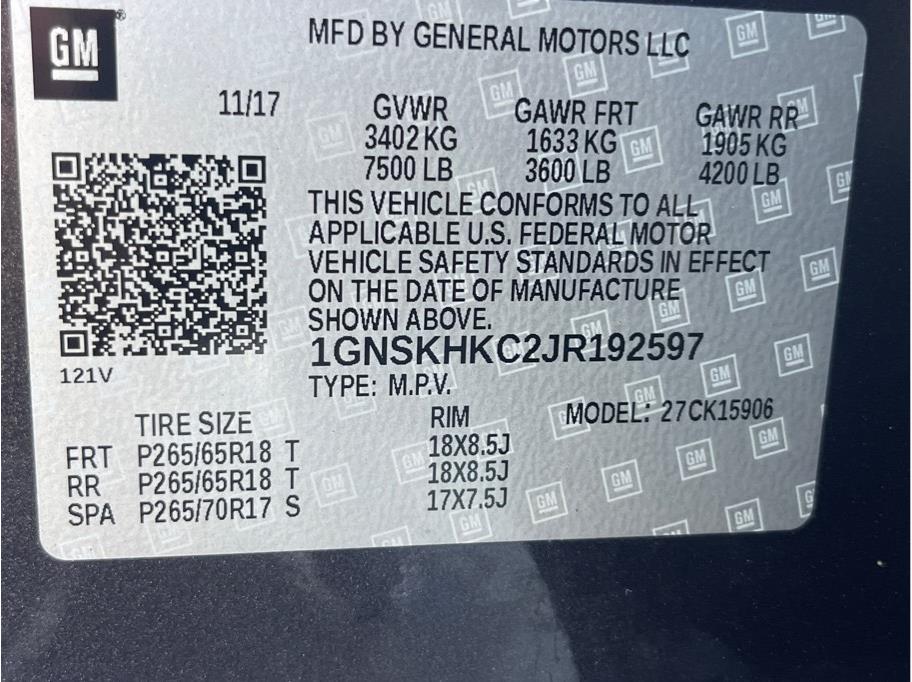 GM
MFD BY GENERAL MOTORS LLC
11/17
GVWR GAWR FRT GAWR RR
3402 KG 1633 KG 1905 KG
7500 LB 3600 LB 4200 LB
THIS VEHICLE CONFORMS TO ALL
APPLICABLE U.S. FEDERAL MOTOR
VEHICLE SAFETY STANDARDS IN EFFECT
ON THE DATE OF MANUFACTURE
SHOWN ABOVE.
1GNSKHKC2JR192597
121V
TYPE: M.P.V.
TIRE SIZE RIM MODEL: 27CK15906
FRT P265/65R18 T 18X8.5J
RR P265/65R18 T 18X8.5J
SPA P265/70R17 S 17X7.5J